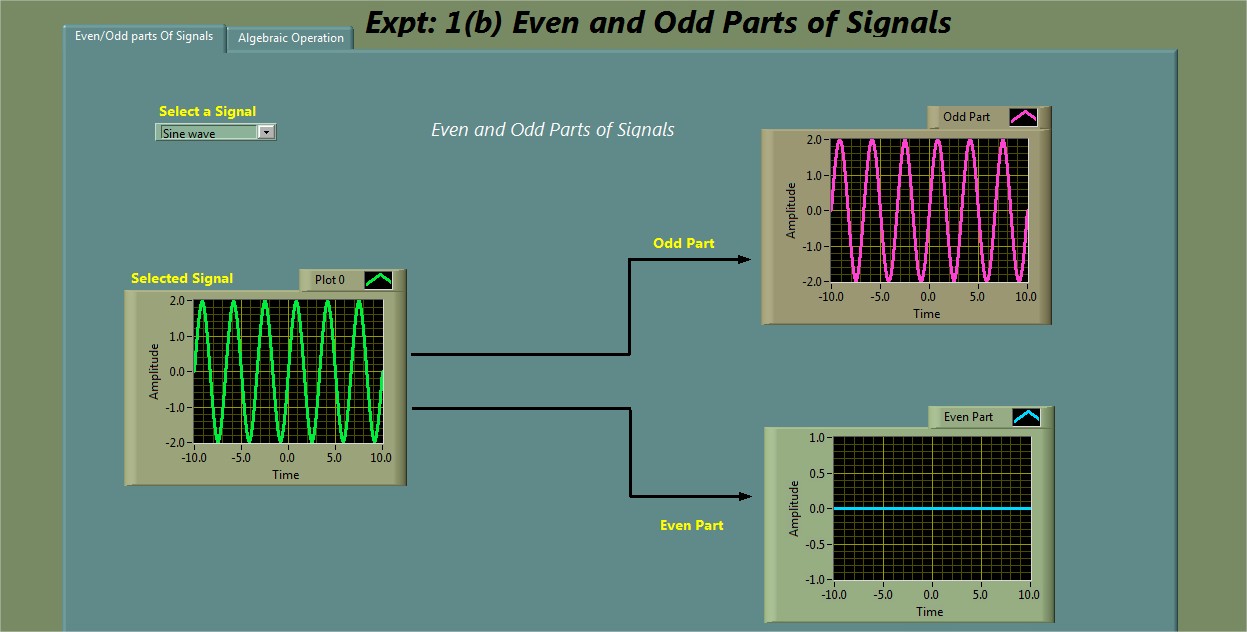 Expt: 1(b) Even and Odd Parts of Signals
Even/Odd parts Of Signals
Algebraic Operation
Select a Signal
Sine wave
Even and Odd Parts of Signals
Odd Part
2.0
1.0
0.0
-1.0
-2.0
Amplitude
-10.0 -5.0 0.0 5.0 10.0
Time
Odd Part
Selected Signal
Plot 0
2.0
1.0
0.0
-1.0
-2.0
Amplitude
-10.0 -5.0 0.0 5.0 10.0
Time
Even Part
Even Part
1.0
0.5
0.0
-0.5
-1.0
Amplitude
-10.0 -5.0 0.0 5.0 10.0
Time